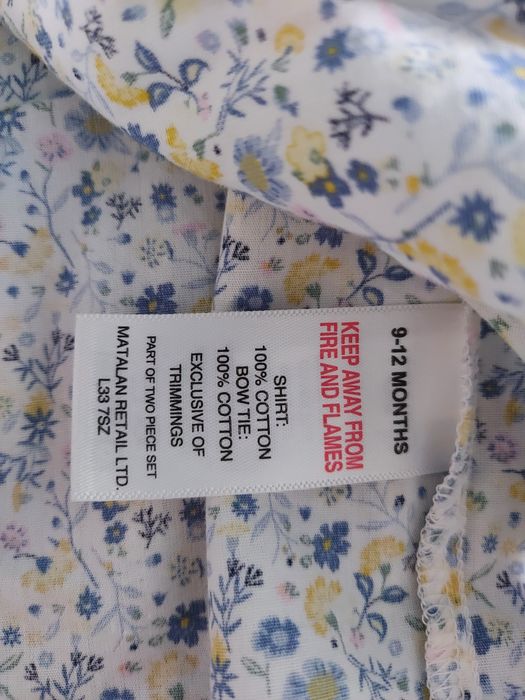 9-12 MONTHS
KEEP AWAY FROM
FIRE AND FLAMES
SHIRT:
100% COTTON
BOW TIE:
100% COTTON
EXCLUSIVE OF
TRIMMINGS
PART OF TWO PIECE SET
MATALAN RETAIL LTD.
L33 7SZ